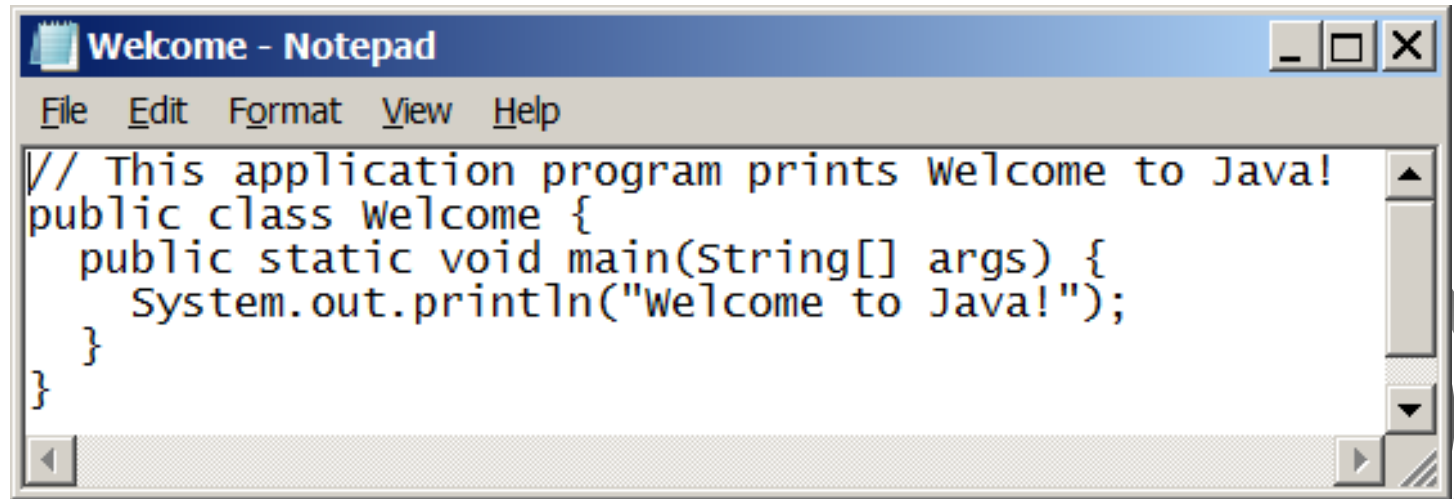 Welcome - Notepad
File Edit Format View Help
// This application program prints Welcome to Java!
public class Welcome {
  public static void main(String[] args) {
    System.out.println("Welcome to Java!");
  }
}